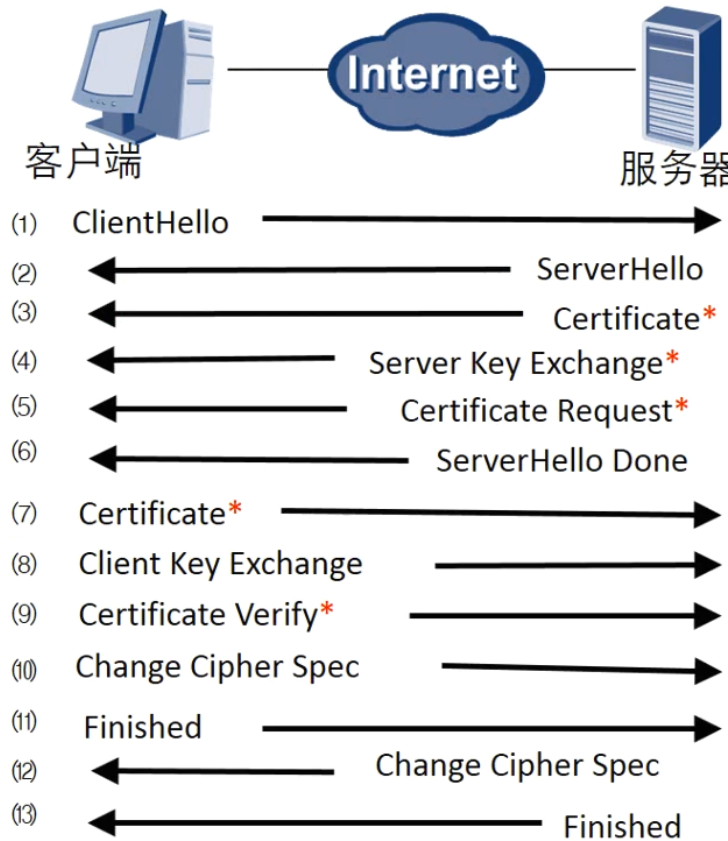 Internet
客户端
服务器
(1) ClientHello
(2) ServerHello
(3) Certificate*
(4) Server Key Exchange*
(5) Certificate Request*
(6) ServerHello Done
(7) Certificate*
(8) Client Key Exchange
(9) Certificate Verify*
(10) Change Cipher Spec
(11) Finished
(12) Change Cipher Spec
(13) Finished